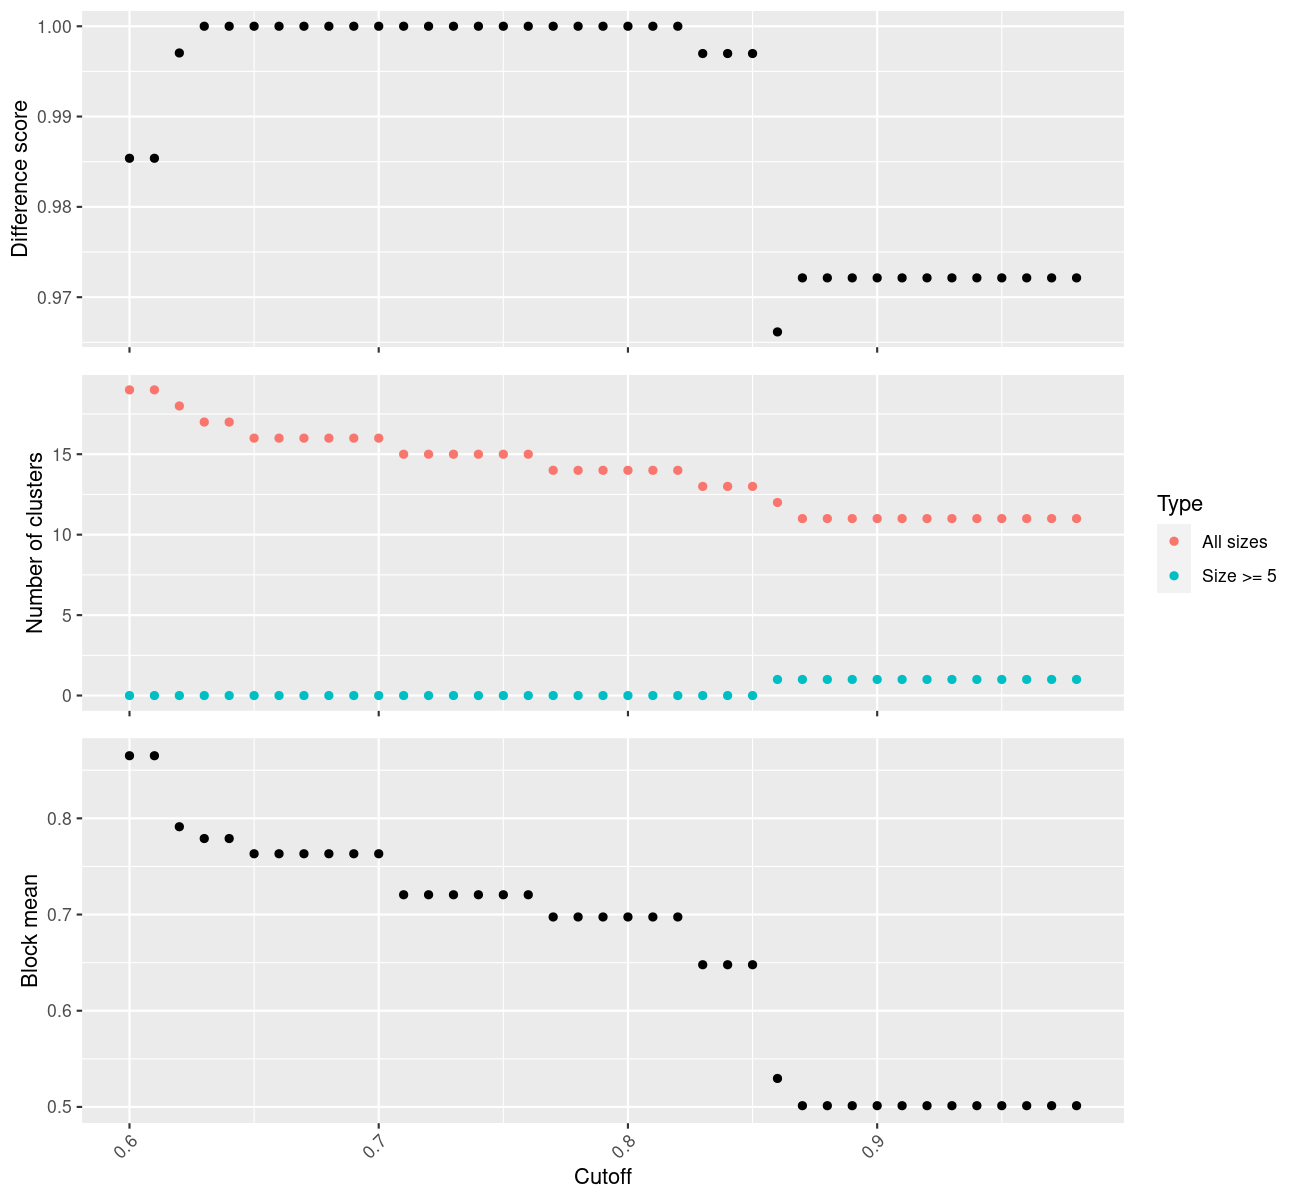 1.00
0.99
0.98
0.97
Difference score
15
10
5
0
Number of clusters
Type
All sizes
Size >= 5
0.8
0.7
0.6
0.5
Block mean
0.6
0.7
0.8
0.9
Cutoff